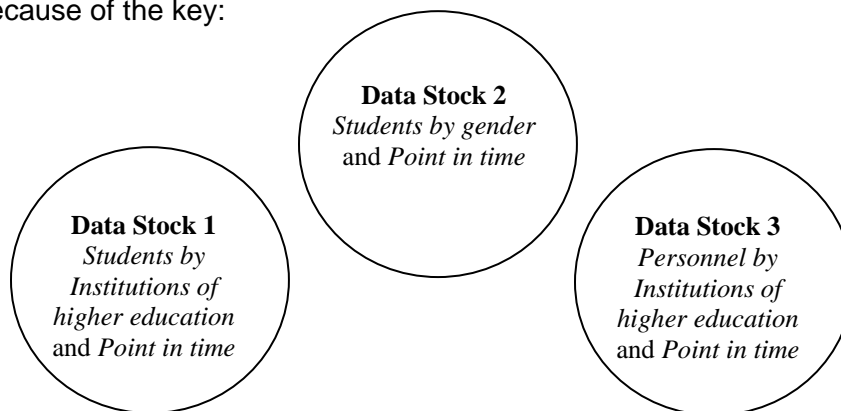 because of the key:
Data Stock 2
Students by gender
and Point in time
Data Stock 1
Students by
Institutions of
higher education
and Point in time
Data Stock 3
Personnel by
Institutions of
higher education
and Point in time